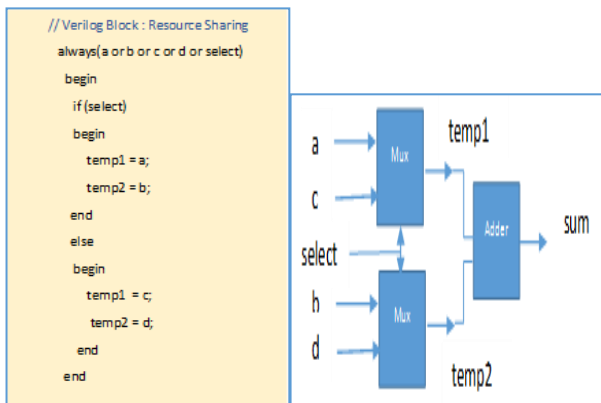 // Verilog Block : Resource Sharing
always(a or b or c or d or select)
begin
if (select)
begin
temp1 = a;
temp2 = b;
end
else
begin
temp1 = c;
temp2 = d;
end
end
a
c
select
b
d
Mux
Mux
temp1
temp2
Adder
sum